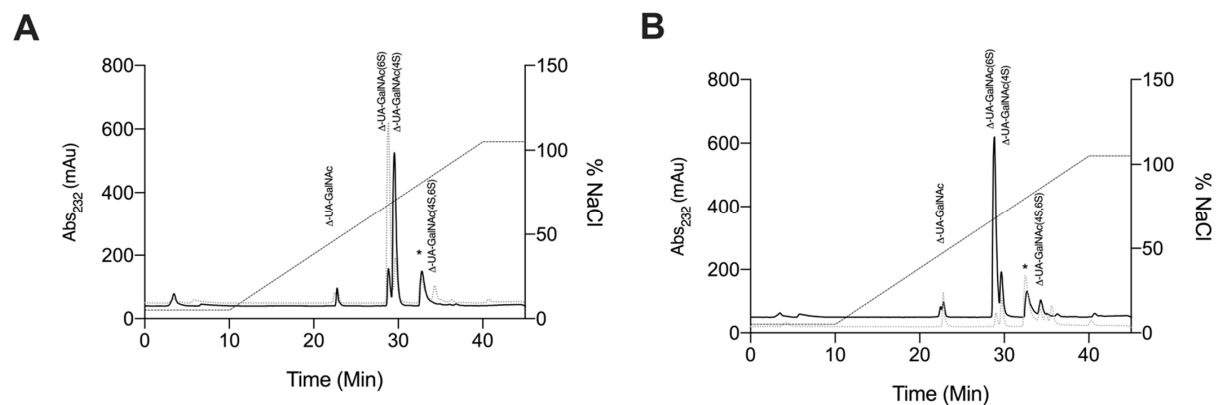 A
Abs232 (mAu)
800
600
400
200
0
0
10
20
30
40
Time (Min)
150
100
50
0
% NaCl
Δ-UA-GalNAc
Δ-UA-GalNAc(6S)
Δ-UA-GalNAc(4S)
*
Δ-UA-GalNAc(4S,6S)
B
Abs232 (mAu)
800
600
400
200
0
0
10
20
30
40
Time (Min)
150
100
50
0
% NaCl
Δ-UA-GalNAc
Δ-UA-GalNAc(6S)
Δ-UA-GalNAc(4S)
*
Δ-UA-GalNAc(4S,6S)